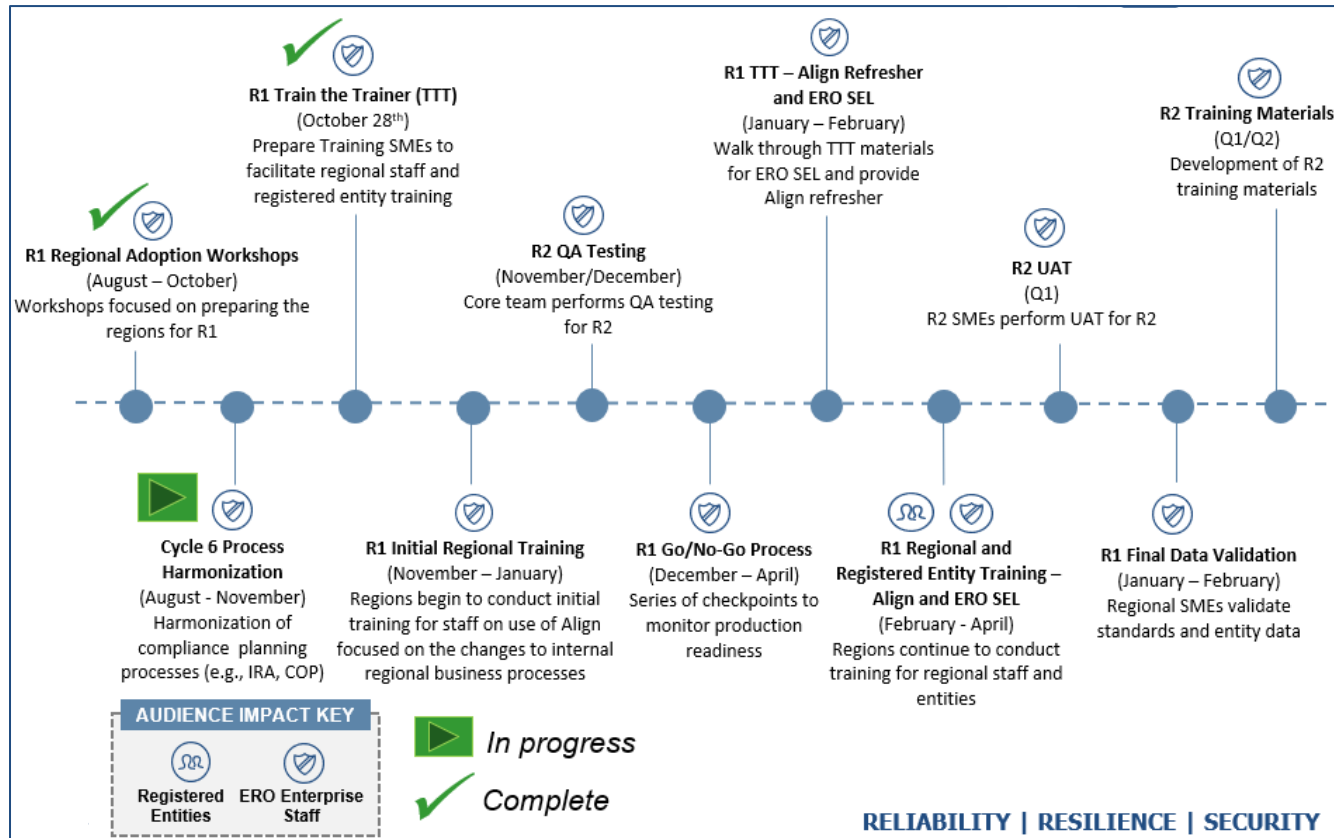 R1 Train the Trainer (TTT)
(October 28th)
Prepare Training SMEs to
facilitate regional staff and
registered entity training
R1 TTT – Align Refresher
and ERO SEL
(January – February)
Walk through TTT materials
for ERO SEL and provide
Align refresher
R2 Training Materials
(Q1/Q2)
Development of R2
training materials
R1 Regional Adoption Workshops
(August – October)
Workshops focused on preparing the
regions for R1
R2 QA Testing
(November/December)
Core team performs QA testing
for R2
R2 UAT
(Q1)
R2 SMEs perform UAT for R2
Cycle 6 Process
Harmonization
(August - November)
Harmonization of
compliance planning
processes (e.g., IRA, COP)
R1 Initial Regional Training
(November – January)
Regions begin to conduct initial
training for staff on use of Align
focused on the changes to internal
regional business processes
R1 Go/No-Go Process
(December – April)
Series of checkpoints to
monitor production
readiness
R1 Regional and
Registered Entity Training –
Align and ERO SEL
(February - April)
Regions continue to conduct
training for regional staff and
entities
R1 Final Data Validation
(January – February)
Regional SMEs validate
standards and entity data
AUDIENCE IMPACT KEY
Registered
Entities
ERO Enterprise
Staff
In progress
Complete
RELIABILITY | RESILIENCE | SECURITY